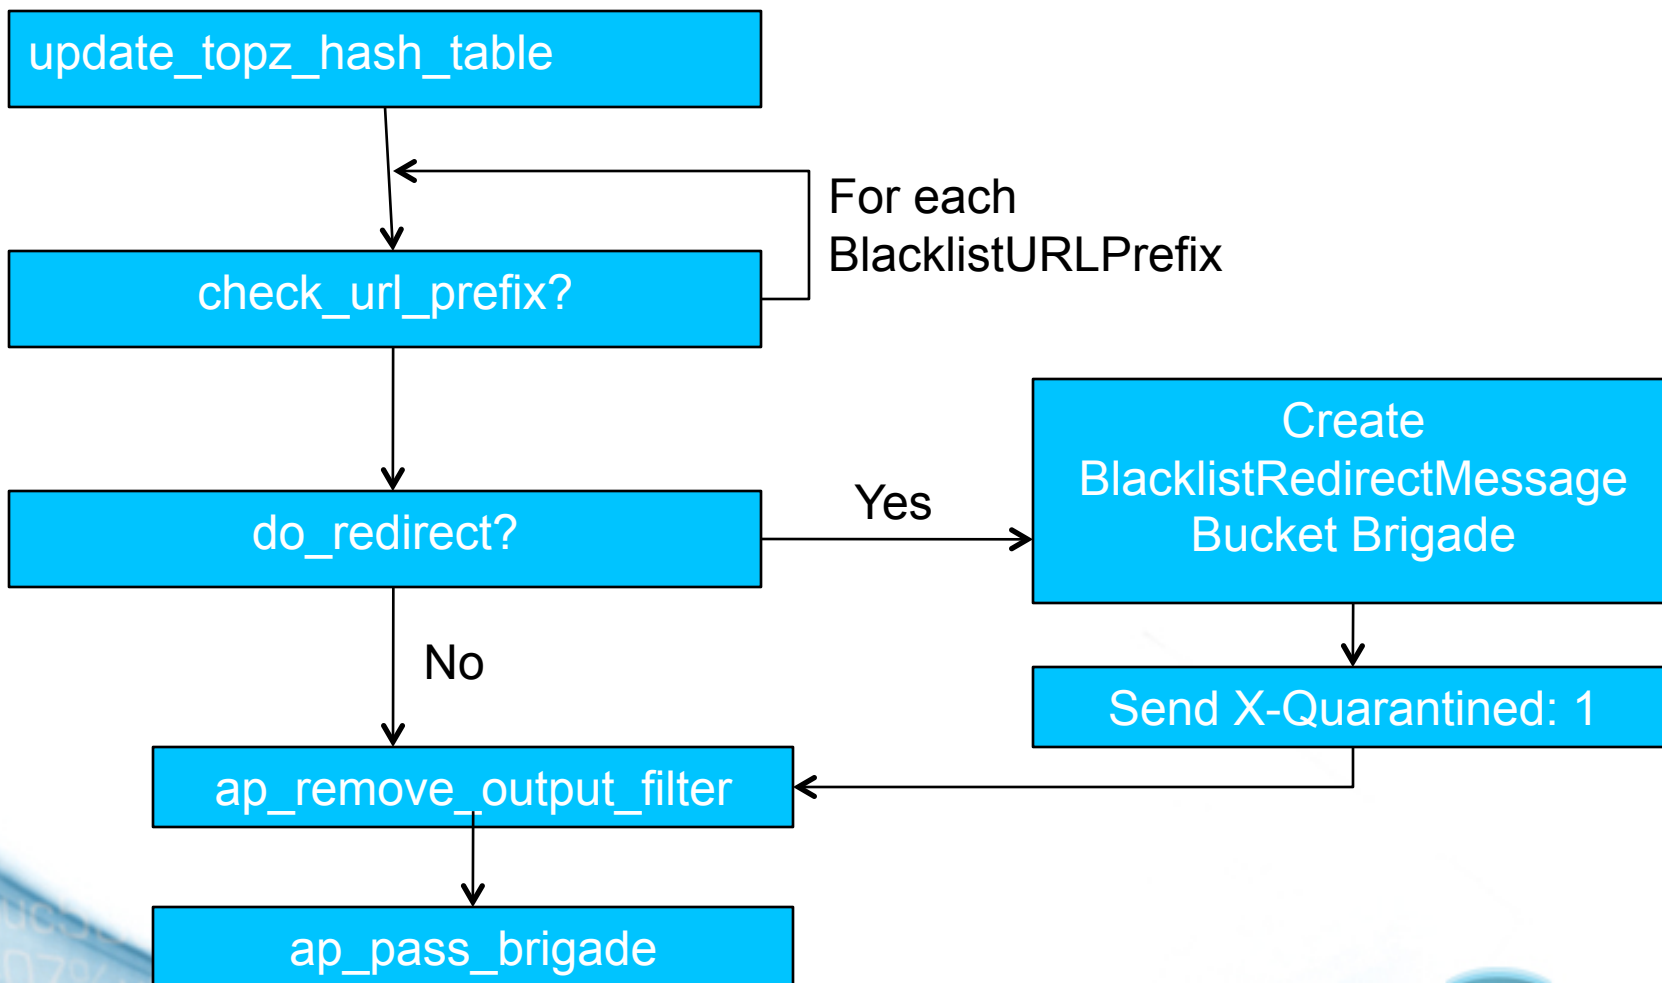 update_topz_hash_table
For each
BlacklistURLPrefix
check_url_prefix?
Create
BlacklistRedirectMessage
Bucket Brigade
Yes
do_redirect?
No
Send X-Quarantined: 1
ap_remove_output_filter
ap_pass_brigade